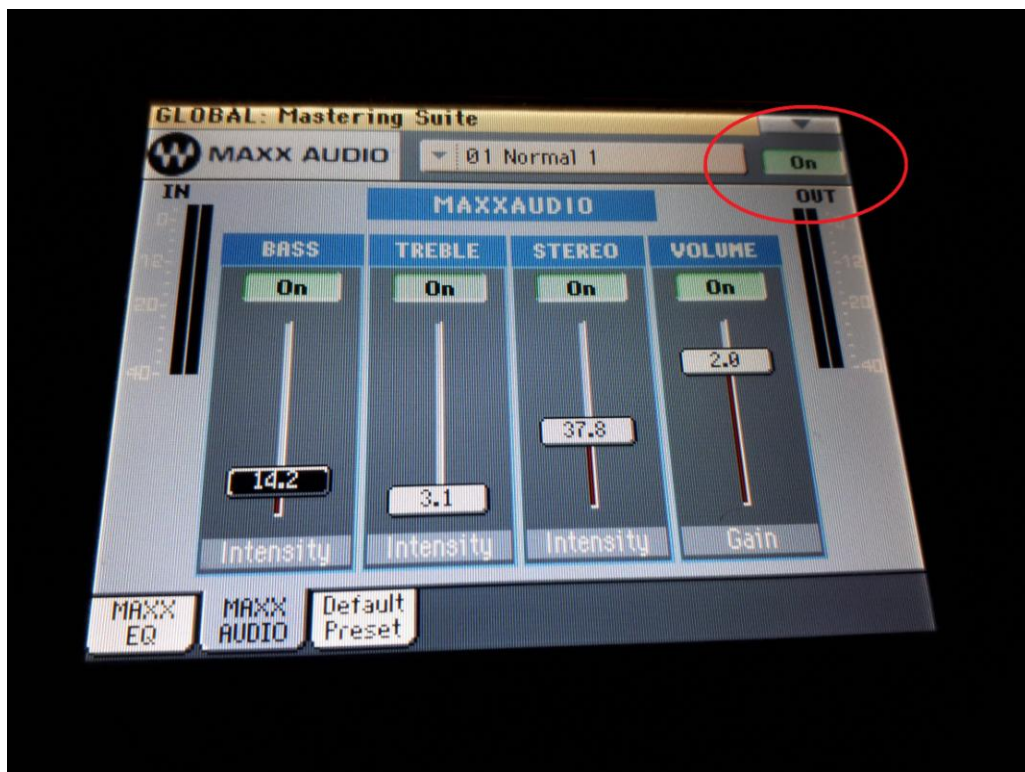 GLOBAL: Mastering Suite
MAXX AUDIO
01 Normal 1
On
IN
OUT
MAXXAUDIO
BASS TREBLE STEREO VOLUME
On On On On
2.0
37.8
14.2
3.1
Intensity Intensity Intensity Gain
12-
20-
40-
-12
-20
-40
MAXX EQ
MAXX AUDIO
Default Preset